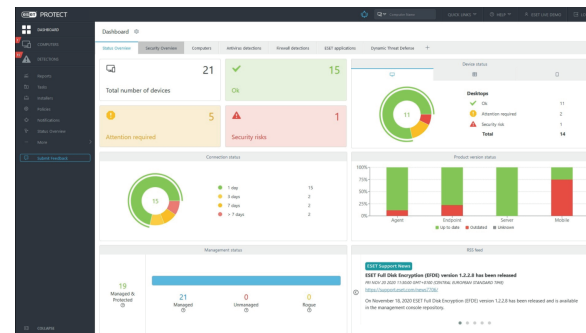 eset PROTECT
Computer Name
QUICK LINKS
HELP
DASHBOARD
COMPUTERS
DETECTIONS
Reports
Tasks
Installers
Policies
Notifications
Status Overview
More
Submit Feedback
COLLAPSE
Dashboard
Status Overview
Security Overview
Computers
Antivirus detections
Firewall detections
ESET applications
Dynamic Threat Defense
21
Total number of devices
15
Ok
5
Attention required
1
Security risks
Device status
11
Desktops
Ok 11
Attention required 2
Security risk 1
Total 14
Connection status
15
1 day 15
3 days 2
7 days 2
> 7 days 2
Product version status
100%
75%
50%
25%
0%
Agent
Endpoint
Server
Mobile
Up to date
Outdated
Unknown
Management status
19
Managed & Protected
21
Managed
0
Unmanaged
0
Rogue
RSS feed
ESET Support News
ESET Full Disk Encryption (EFDE) version 1.2.2.8 has been released
On November 18, 2020 ESET Full Disk Encryption (EFDE) version 1.2.2.8 has been released and is available
in the management console repository.